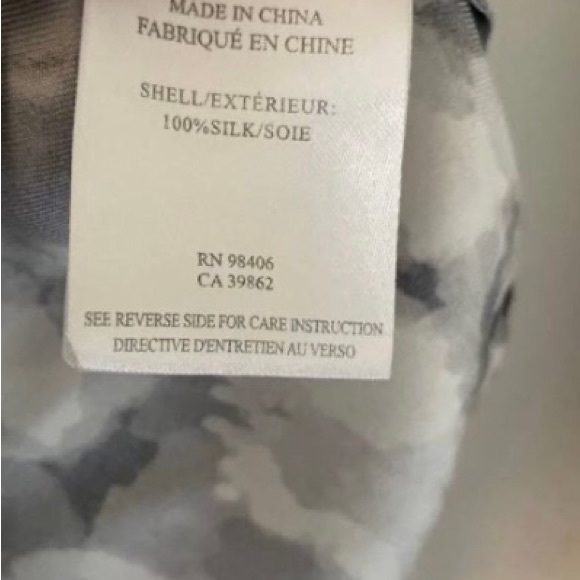 MADE IN CHINA
FABRIQUÉ EN CHINE
SHELL/EXTÉRIEUR:
100%SILK/SOIE
RN 98406
CA 39862
SEE REVERSE SIDE FOR CARE INSTRUCTION
DIRECTIVE D'ENTRETIEN AU VERSO